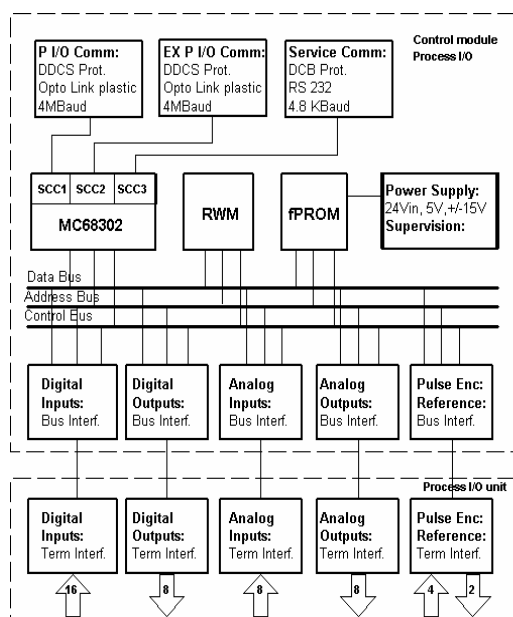 P I/O Comm:
DDCS Prot.
Opto Link plastic
4MBaud
EX P I/O Comm:
DDCS Prot.
Opto Link plastic
4MBaud
Service Comm:
DCB Prot.
RS 232
4.8 KBaud
Control module
Process I/O
SCC1
SCC2
SCC3
MC68302
RWM
fPROM
Power Supply:
24Vin, 5V,+/-15V
Supervision:
Data Bus
Address Bus
Control Bus
Digital
Inputs:
Bus Interf.
Digital
Outputs:
Bus Interf.
Analog
Inputs:
Bus Interf.
Analog
Outputs:
Bus Interf.
Pulse Enc:
Reference:
Bus Interf.
Process I/O unit
Digital
Inputs:
Term Interf.
Digital
Outputs:
Term Interf.
Analog
Inputs:
Term Interf.
Analog
Outputs:
Term Interf.
Pulse Enc:
Reference:
Term Interf.
16
8
8
8
4
2